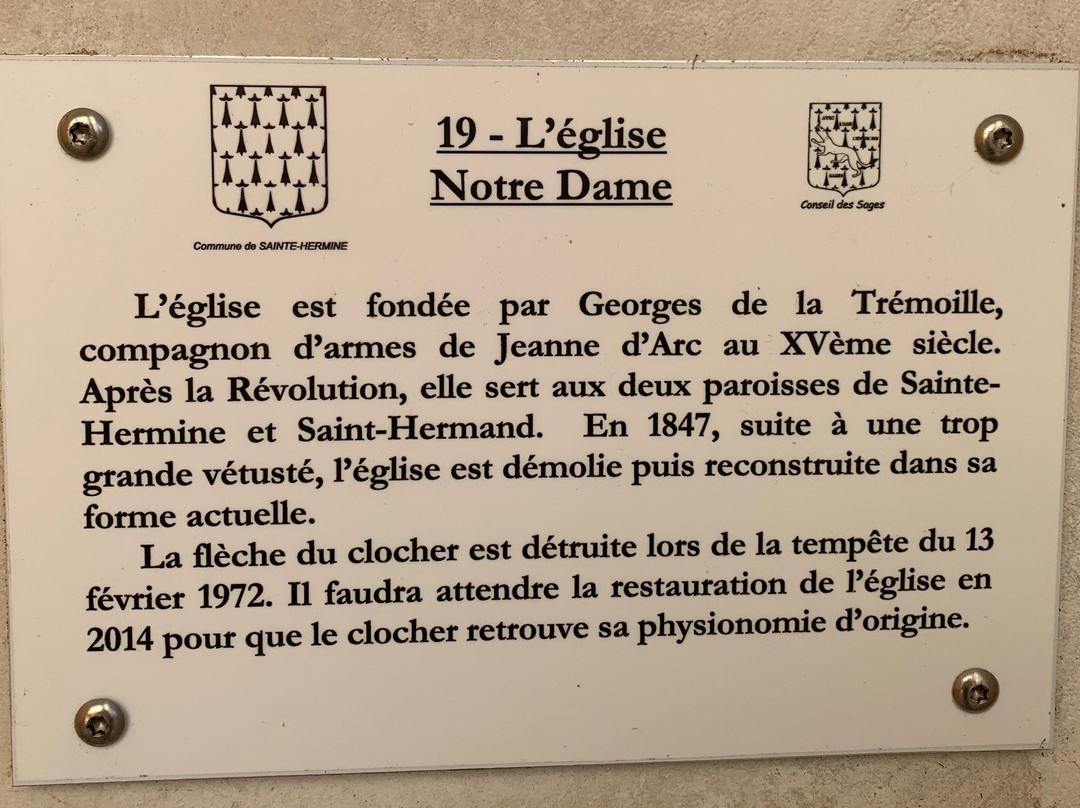 19 - L'église
Notre Dame
Commune de SAINTE-HERMINE
Conseil des Sages
L'église est fondée par Georges de la Trémoille,
compagnon d'armes de Jeanne d'Arc au XVème siècle.
Après la Révolution, elle sert aux deux paroisses de Sainte-
Hermine et Saint-Hermand. En 1847, suite à une trop
grande vétusté, l'église est démolie puis reconstruite dans sa
forme actuelle.
La flèche du clocher est détruite lors de la tempête du 13
février 1972. Il faudra attendre la restauration de l'église en
2014 pour que le clocher retrouve sa physionomie d'origine.